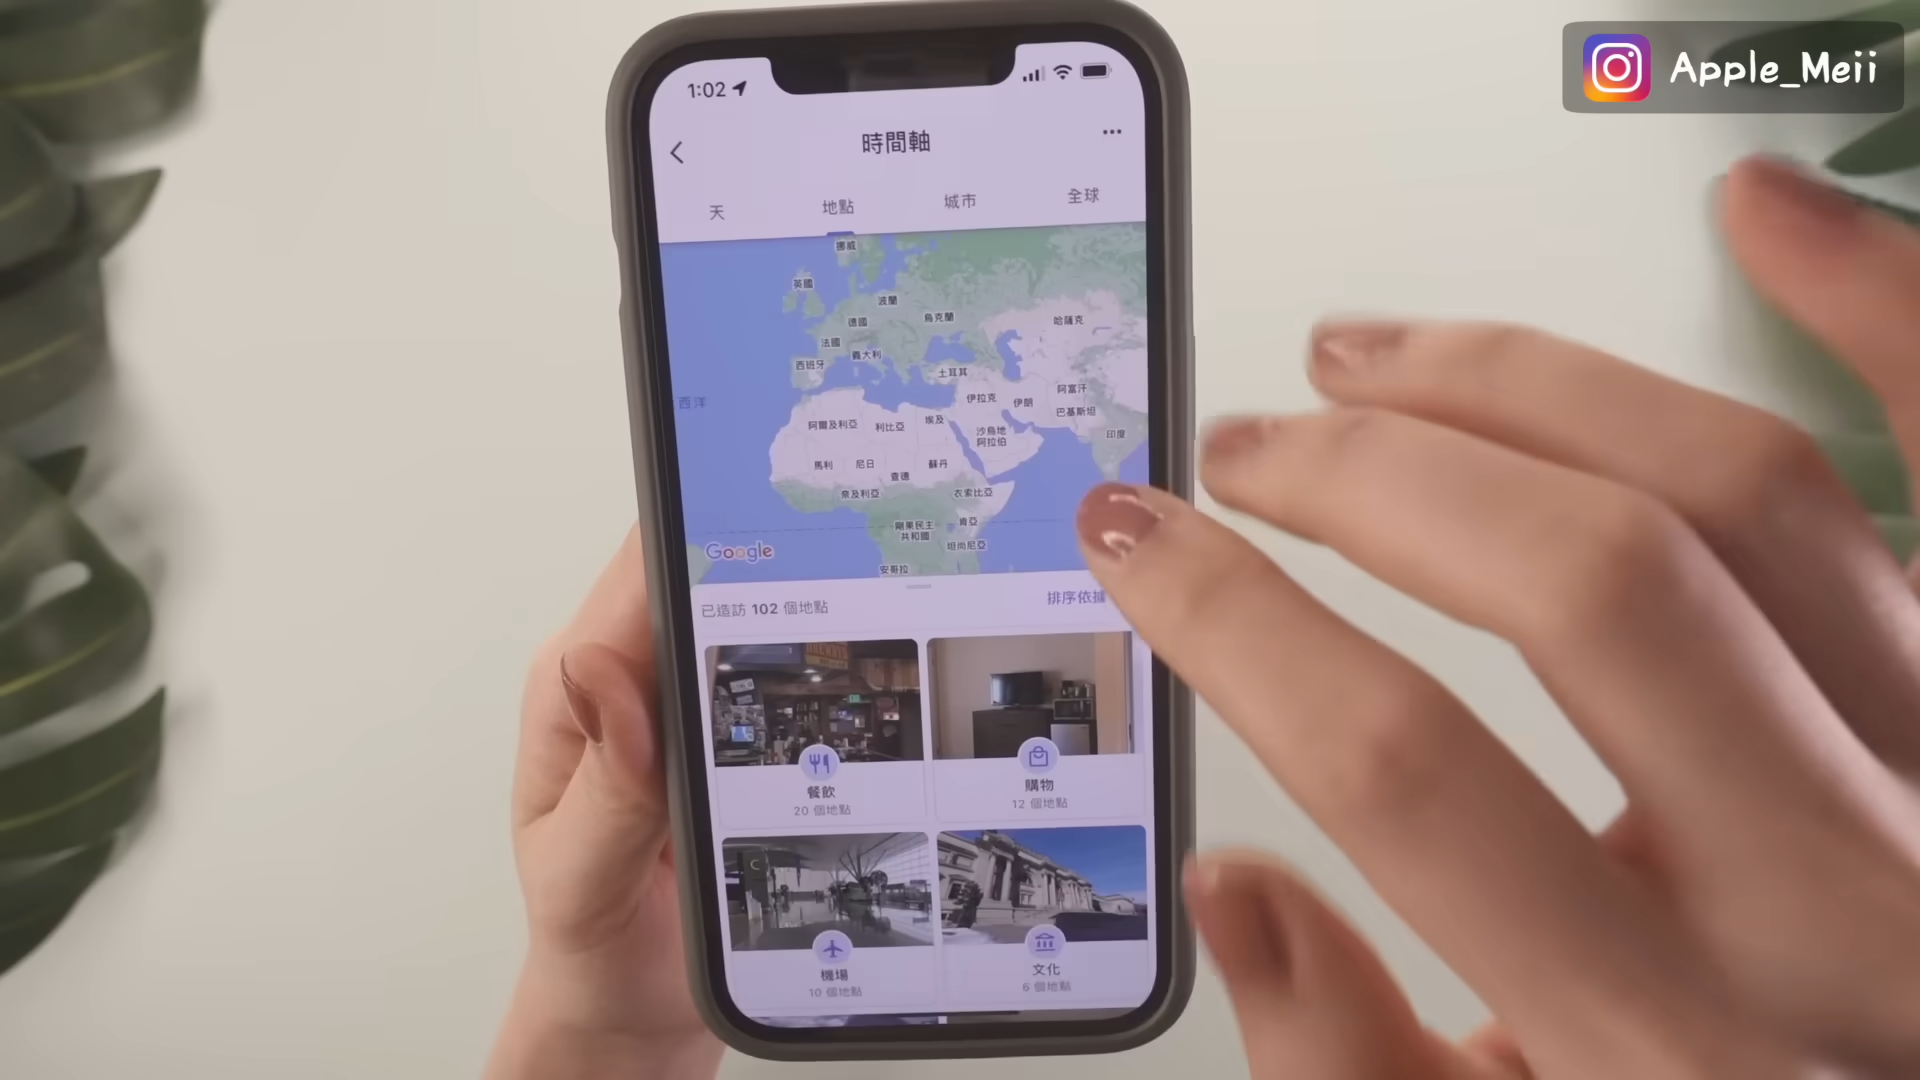 Apple_Meii
1:02
時間軸
天
地點
城市
全球
挪威
英國
波蘭
德國
烏克蘭
哈薩克
法國
義大利
西班牙
土耳其
西洋
伊拉克
伊朗
阿富汗
巴基斯坦
阿爾及利亞
利比亞
埃及
沙烏地
阿拉伯
印度
馬利
尼日
查德
蘇丹
奈及利亞
衣索比亞
剛果民主
共和國
肯亞
坦尚尼亞
安哥拉
Google
已造訪 102 個地點
排序依據
餐飲
20 個地點
購物
12 個地點
機場
10 個地點
文化
6 個地點